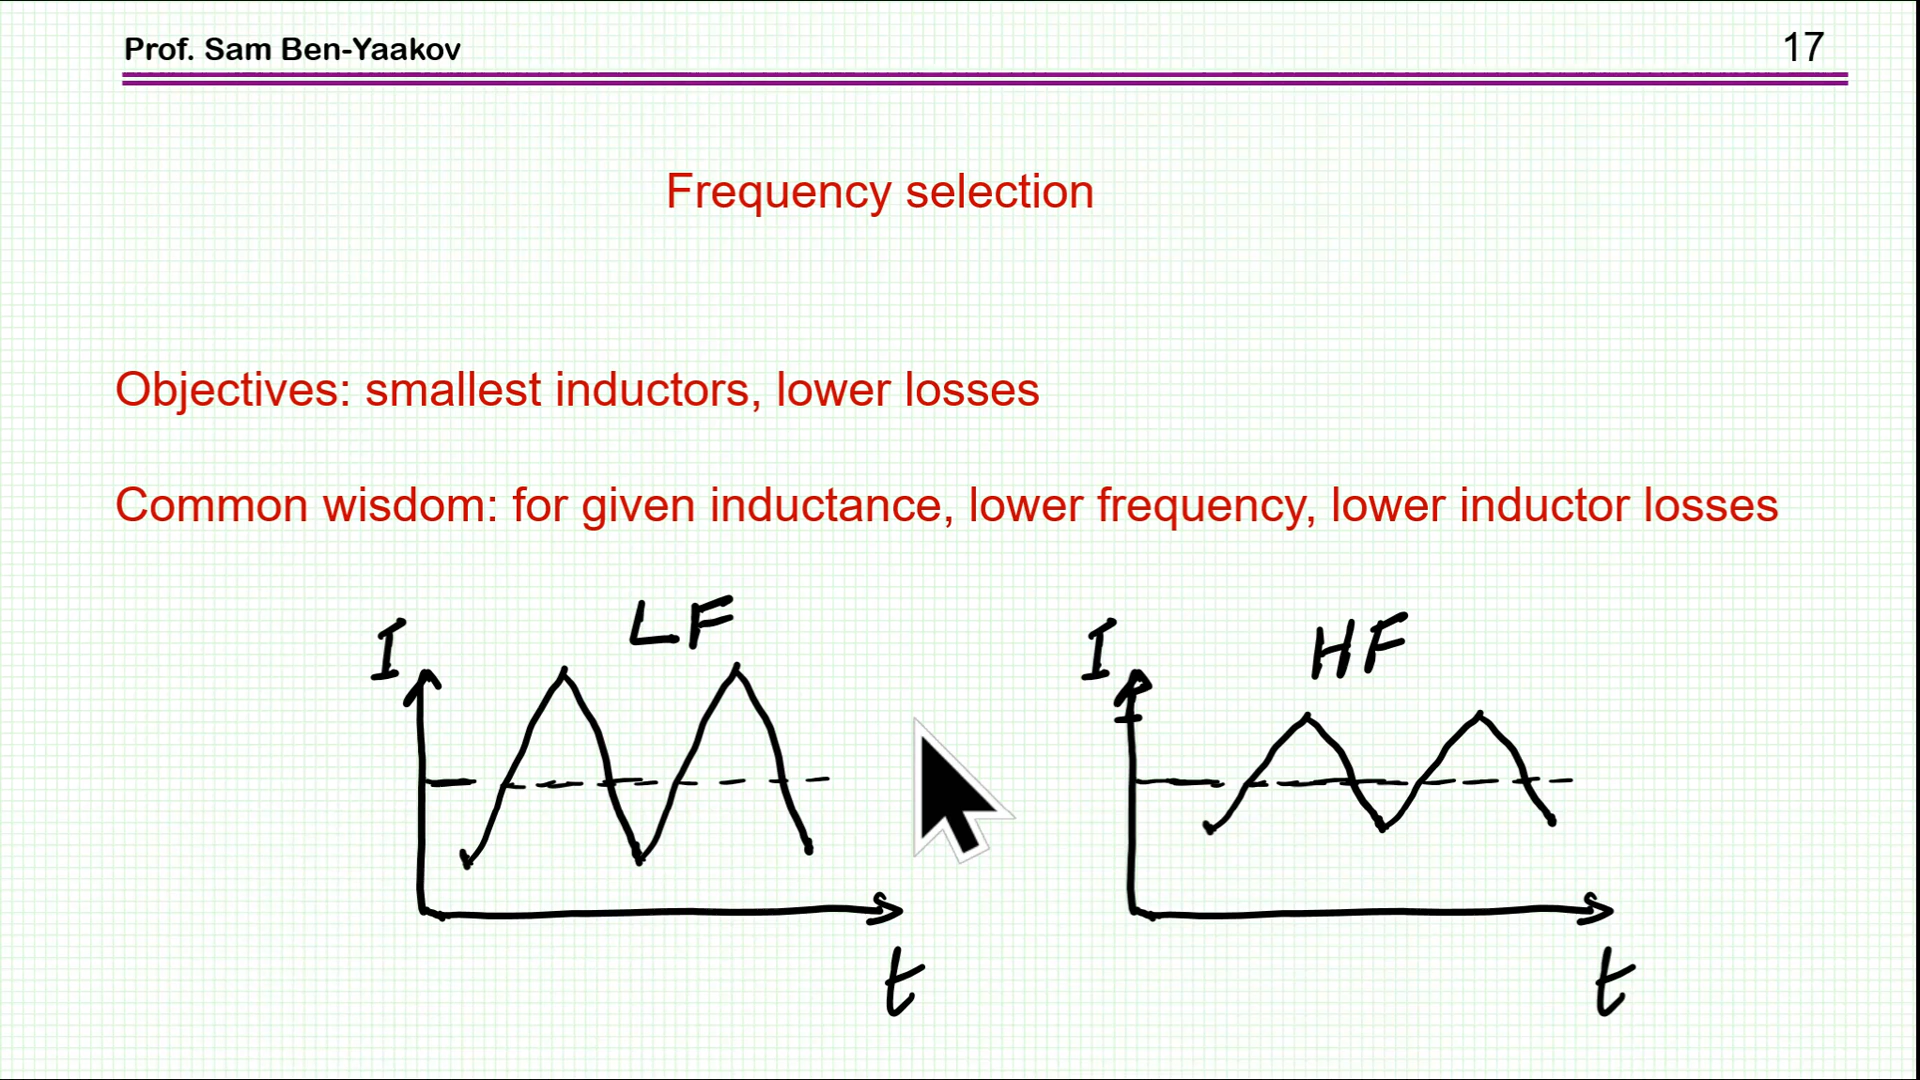 Prof. Sam Ben-Yaakov 17
Frequency selection
Objectives: smallest inductors, lower losses
Common wisdom: for given inductance, lower frequency, lower inductor losses
I LF I HF
t t